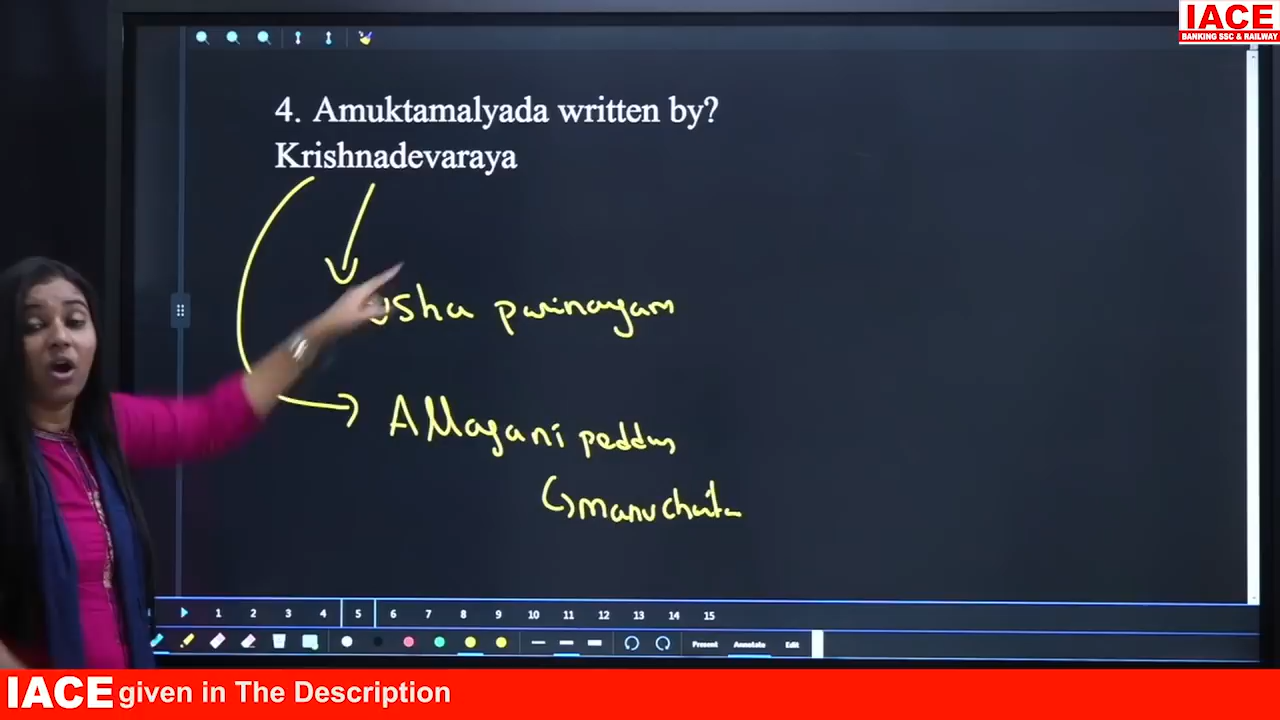 IACE
BANKING SSC & RAILWAY
4. Amuktamalyada written by?
Krishnadevaraya
Usha parinayam
Allagani peddus
manucharita
1 2 3 4 5 6 7 8 9 10 11 12 13 14 15
Present Annotate Edit
IACE given in The Description